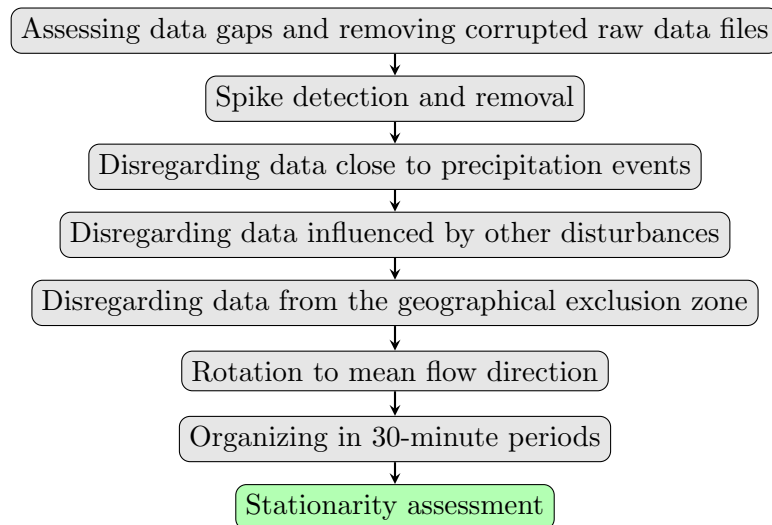 Assessing data gaps and removing corrupted raw data files
Spike detection and removal
Disregarding data close to precipitation events
Disregarding data influenced by other disturbances
Disregarding data from the geographical exclusion zone
Rotation to mean flow direction
Organizing in 30-minute periods
Stationarity assessment